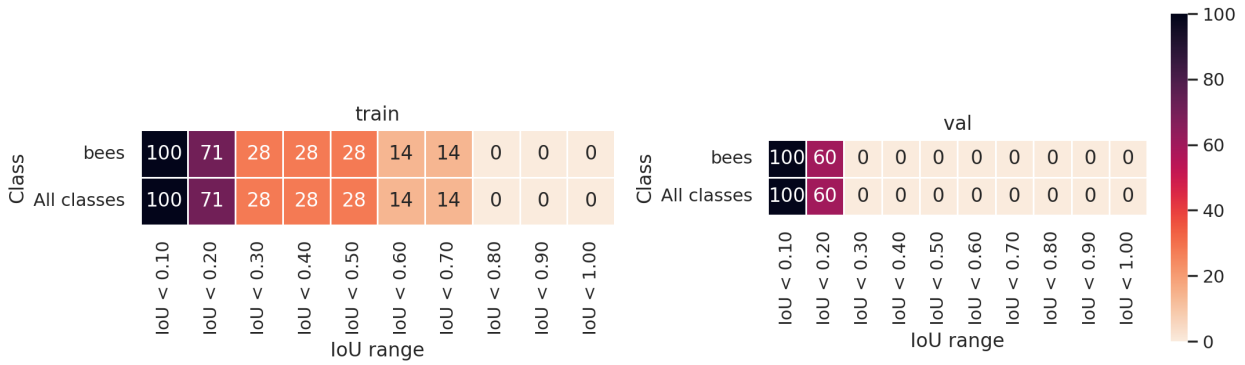 train
Class
bees
100 71 28 28 28 14 14 0 0 0
All classes
100 71 28 28 28 14 14 0 0 0
IoU < 0.10
IoU < 0.20
IoU < 0.30
IoU < 0.40
IoU < 0.50
IoU < 0.60
IoU < 0.70
IoU < 0.80
IoU < 0.90
IoU < 1.00
IoU range
val
Class
bees
100 60 0 0 0 0 0 0 0 0
All classes
100 60 0 0 0 0 0 0 0 0
IoU < 0.10
IoU < 0.20
IoU < 0.30
IoU < 0.40
IoU < 0.50
IoU < 0.60
IoU < 0.70
IoU < 0.80
IoU < 0.90
IoU < 1.00
IoU range
100
80
60
40
20
0